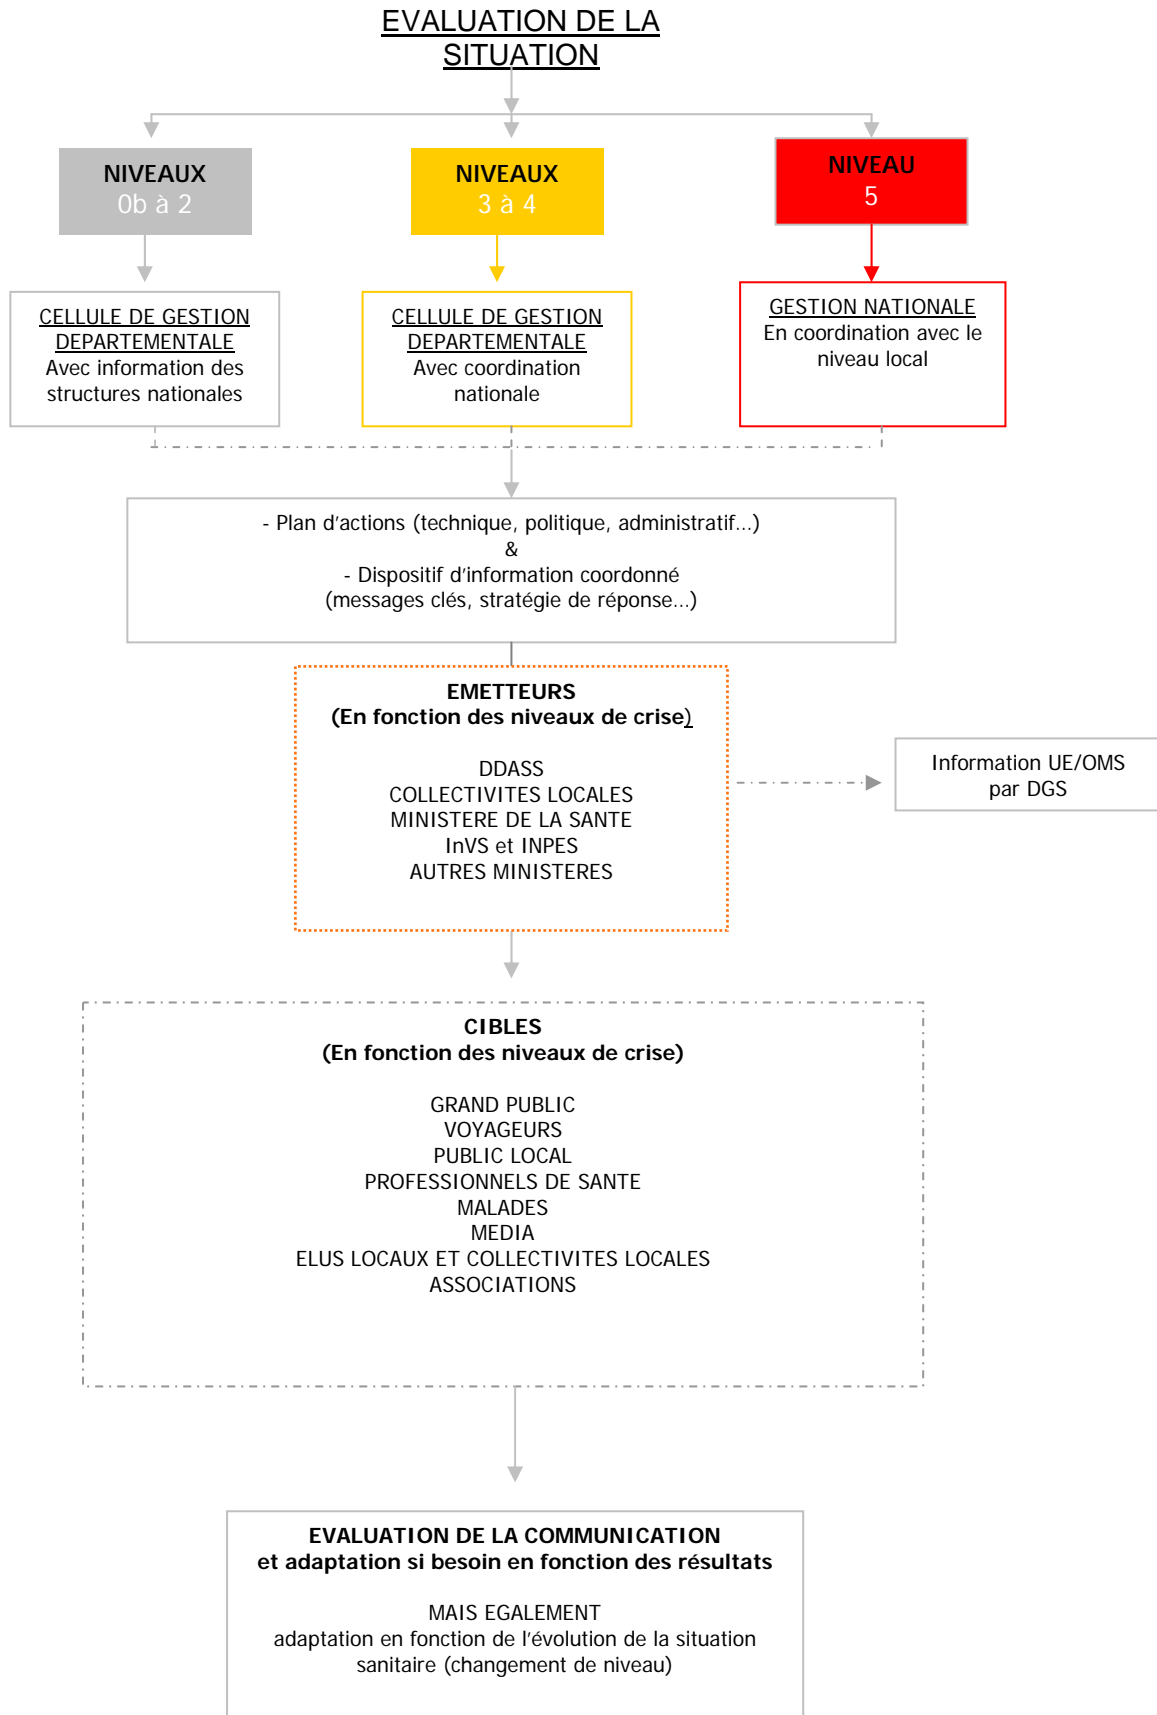 EVALUATION DE LA
SITUATION
NIVEAUX
0b à 2
NIVEAUX
3 à 4
NIVEAU
5
CELLULE DE GESTION
DEPARTEMENTALE
Avec information des
structures nationales
CELLULE DE GESTION
DEPARTEMENTALE
Avec coordination
nationale
GESTION NATIONALE
En coordination avec le
niveau local
- Plan d'actions (technique, politique, administratif...)
&
- Dispositif d'information coordonné
(messages clés, stratégie de réponse...)
EMETTEURS
(En fonction des niveaux de crise)
DDASS
COLLECTIVITES LOCALES
MINISTERE DE LA SANTE
InVS et INPES
AUTRES MINISTERES
Information UE/OMS
par DGS
CIBLES
(En fonction des niveaux de crise)
GRAND PUBLIC
VOYAGEURS
PUBLIC LOCAL
PROFESSIONNELS DE SANTE
MALADES
MEDIA
ELUS LOCAUX ET COLLECTIVITES LOCALES
ASSOCIATIONS
EVALUATION DE LA COMMUNICATION
et adaptation si besoin en fonction des résultats
MAIS EGALEMENT
adaptation en fonction de l'évolution de la situation
sanitaire (changement de niveau)